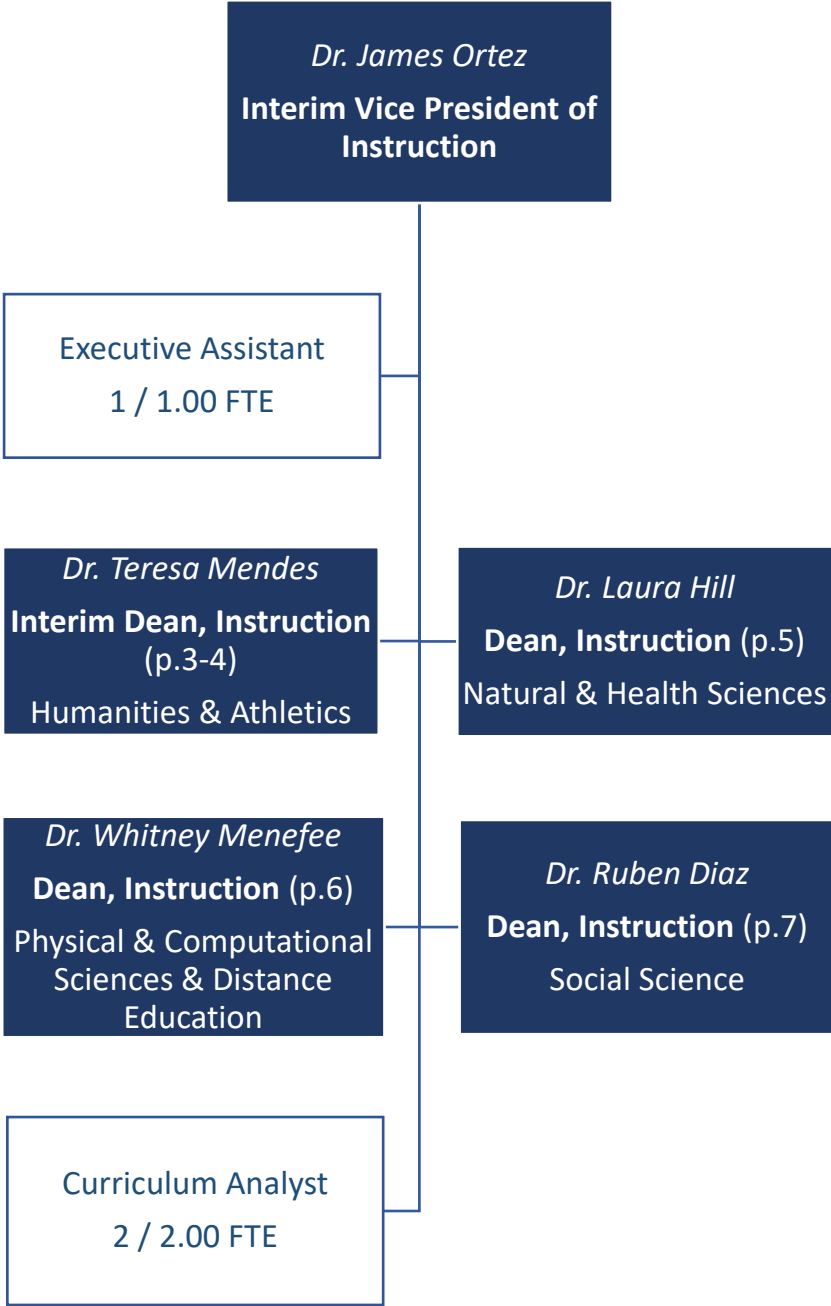 Dr. James Ortez
Interim Vice President of
Instruction
Executive Assistant
1 / 1.00 FTE
Dr. Teresa Mendes
Interim Dean, Instruction
(p.3-4)
Humanities & Athletics
Dr. Laura Hill
Dean, Instruction (p.5)
Natural & Health Sciences
Dr. Whitney Menefee
Dean, Instruction (p.6)
Physical & Computational
Sciences & Distance
Education
Dr. Ruben Diaz
Dean, Instruction (p.7)
Social Science
Curriculum Analyst
2 / 2.00 FTE